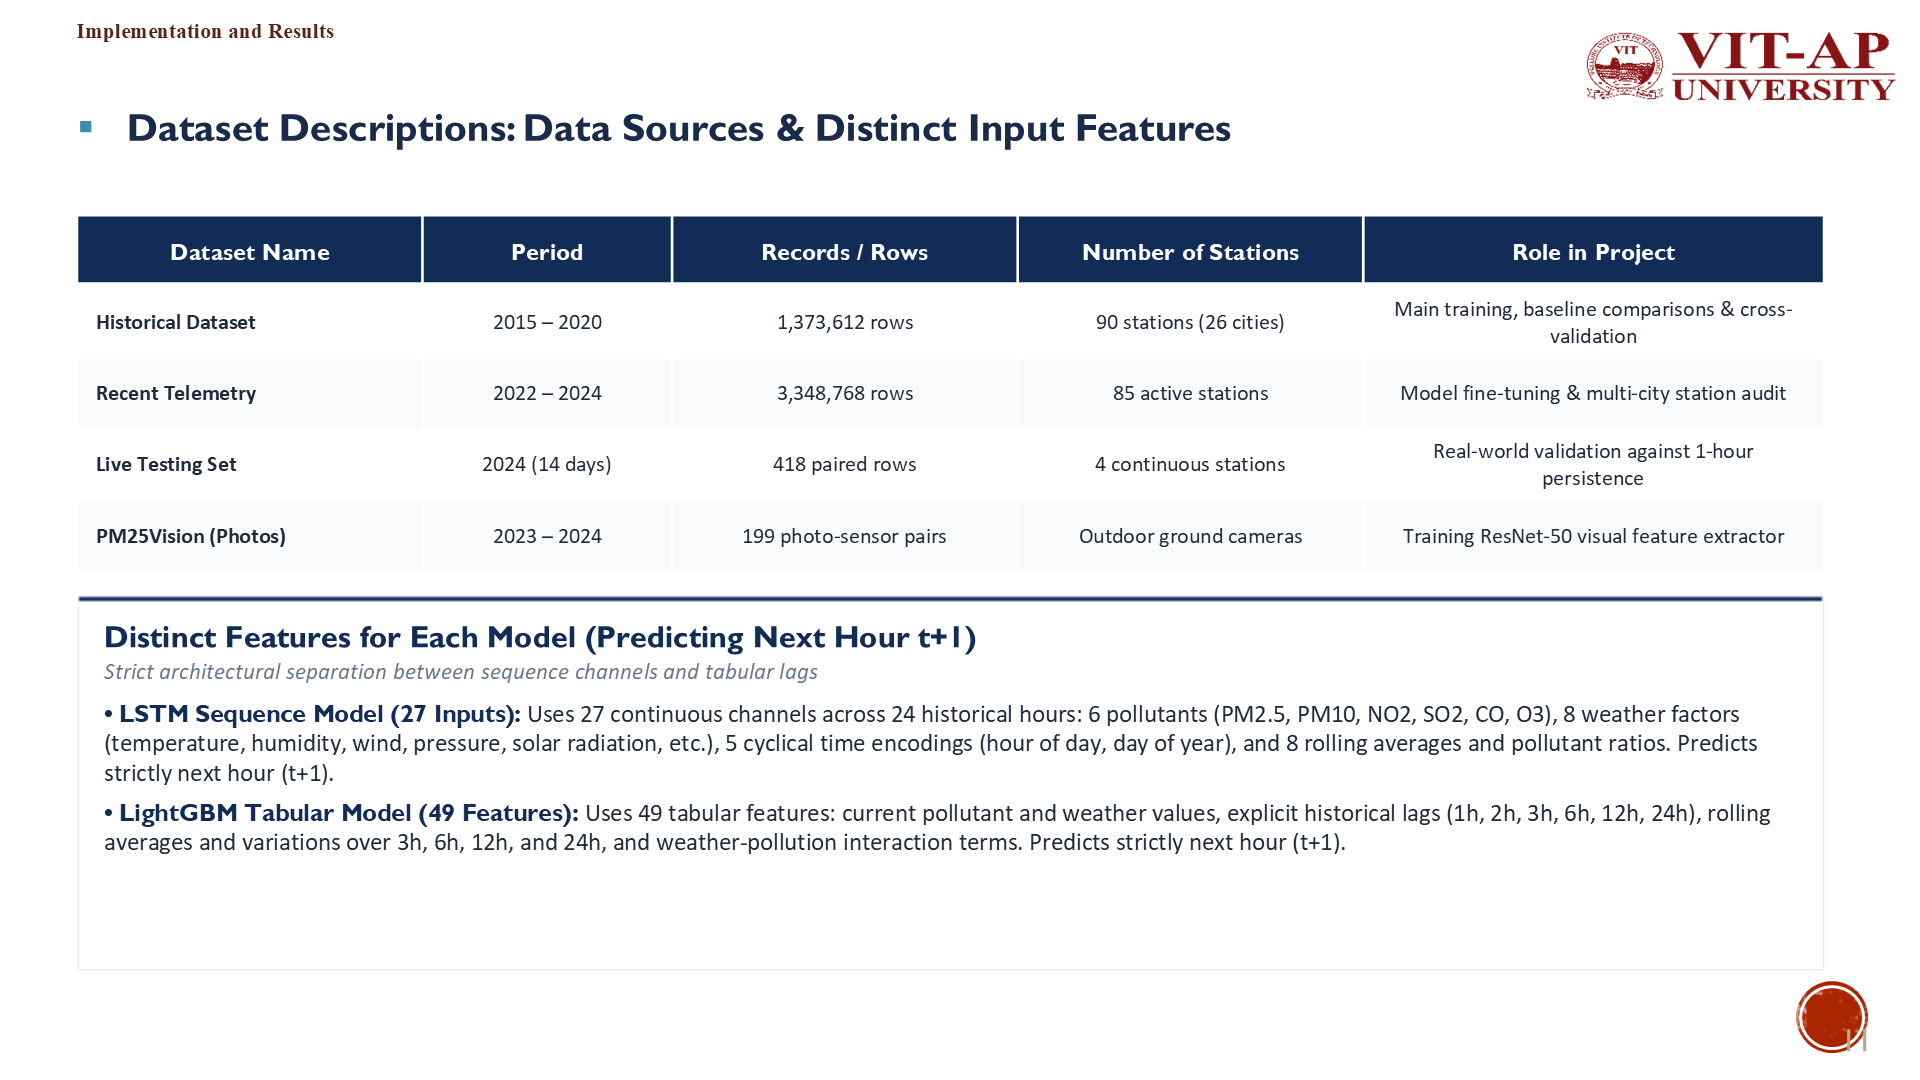 Implementation and Results
VIT
VIT-AP
UNIVERSITY
Dataset Descriptions: Data Sources & Distinct Input Features
Dataset Name
Period
Records / Rows
Number of Stations
Role in Project
Historical Dataset
2015 – 2020
1,373,612 rows
90 stations (26 cities)
Main training, baseline comparisons & cross-
validation
Recent Telemetry
2022 – 2024
3,348,768 rows
85 active stations
Model fine-tuning & multi-city station audit
Live Testing Set
2024 (14 days)
418 paired rows
4 continuous stations
Real-world validation against 1-hour
persistence
PM25Vision (Photos)
2023 – 2024
199 photo-sensor pairs
Outdoor ground cameras
Training ResNet-50 visual feature extractor
Distinct Features for Each Model (Predicting Next Hour t+1)
Strict architectural separation between sequence channels and tabular lags
• LSTM Sequence Model (27 Inputs): Uses 27 continuous channels across 24 historical hours: 6 pollutants (PM2.5, PM10, NO2, SO2, CO, O3), 8 weather factors
(temperature, humidity, wind, pressure, solar radiation, etc.), 5 cyclical time encodings (hour of day, day of year), and 8 rolling averages and pollutant ratios. Predicts
strictly next hour (t+1).
• LightGBM Tabular Model (49 Features): Uses 49 tabular features: current pollutant and weather values, explicit historical lags (1h, 2h, 3h, 6h, 12h, 24h), rolling
averages and variations over 3h, 6h, 12h, and 24h, and weather-pollution interaction terms. Predicts strictly next hour (t+1).
11